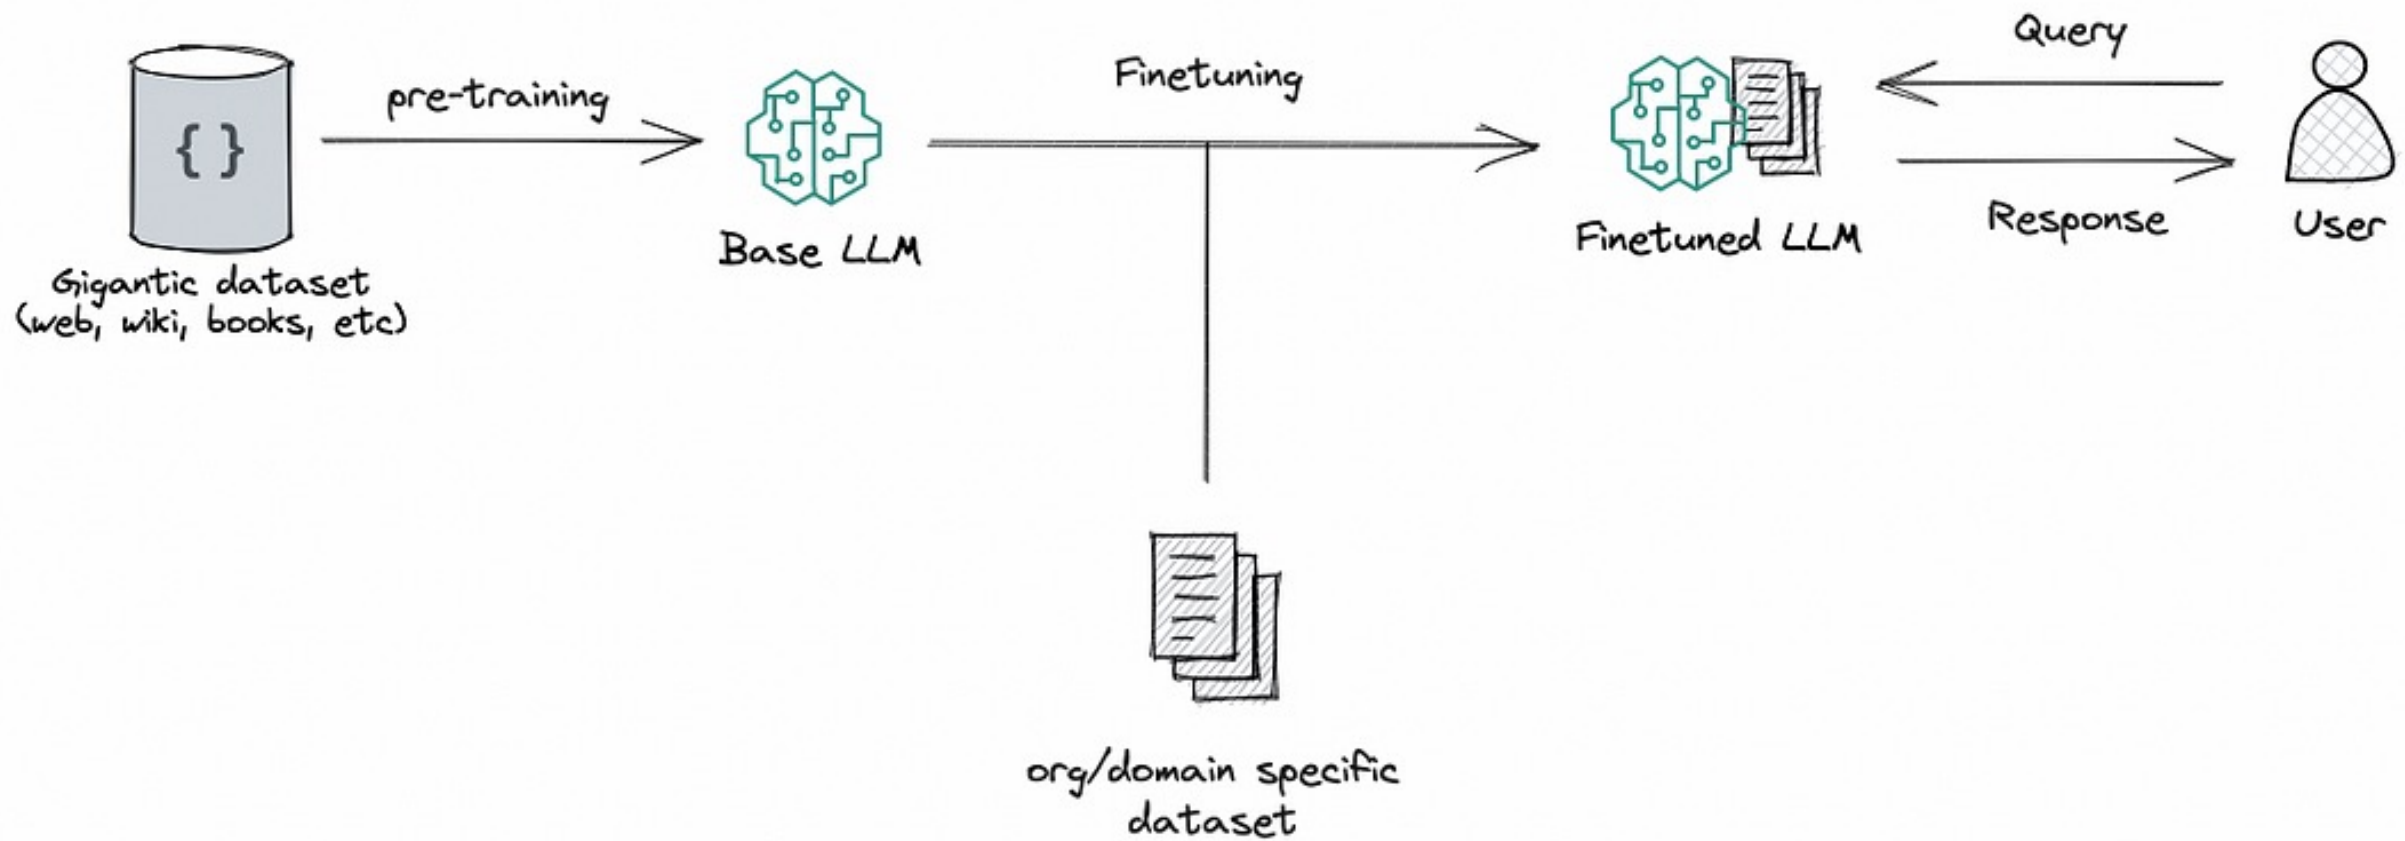 { }
Gigantic dataset
(web, wiki, books, etc)
pre-training
Base LLM
Finetuning
org/domain specific
dataset
Finetuned LLM
Query
Response
User